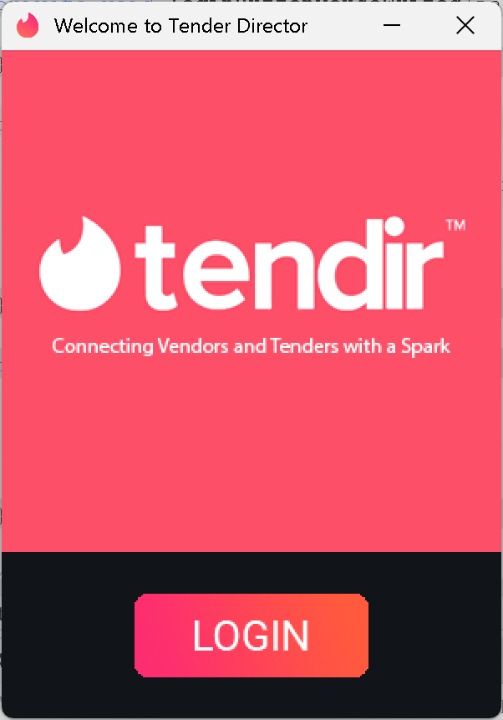 Welcome to Tender Director
tendir™
Connecting Vendors and Tenders with a Spark
LOGIN